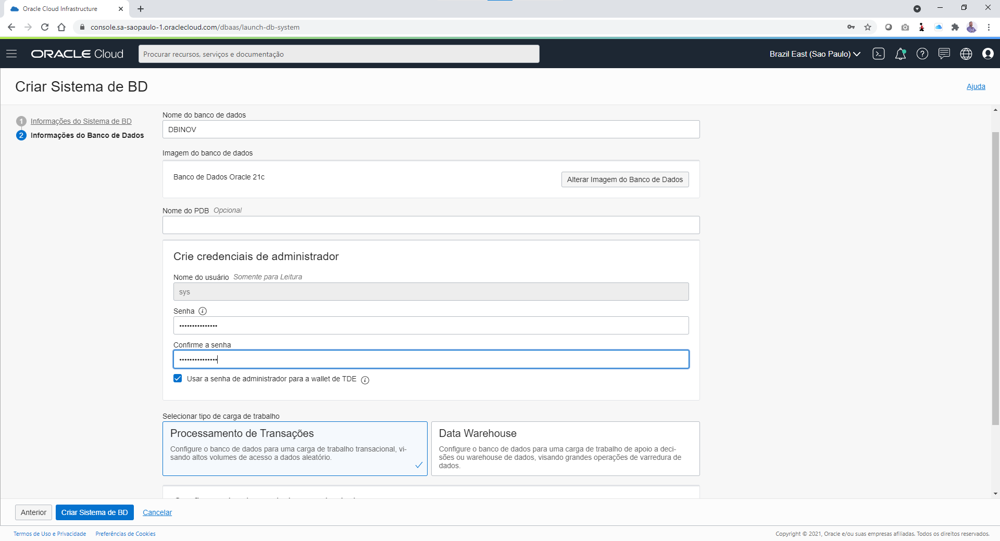 Oracle Cloud Infrastructure
console.sa-saopaulo-1.oraclecloud.com/dbaas/launch-db-system
ORACLE Cloud
Procurar recursos, serviços e documentação
Brazil East (Sao Paulo)
Criar Sistema de BD
Ajuda
1 Informações do Sistema de BD
2 Informações do Banco de Dados
Nome do banco de dados
DBINOV
Imagem do banco de dados
Banco de Dados Oracle 21c
Alterar Imagem do Banco de Dados
Nome do PDB Opcional
Crie credenciais de administrador
Nome do usuário Somente para Leitura
sys
Senha
•••••••••••••••
Confirme a senha
•••••••••••••••
Usar a senha de administrador para a wallet de TDE
Selecionar tipo de carga de trabalho
Processamento de Transações
Configure o banco de dados para uma carga de trabalho transacional, vi-
sando altos volumes de acesso a dados aleatório.
Data Warehouse
Configure o banco de dados para uma carga de trabalho de apoio a deci-
sões ou warehouse de dados, visando grandes operações de varredura de
dados.
Anterior
Criar Sistema de BD
Cancelar
Termos de Uso e Privacidade
Preferências de Cookies
Copyright © 2021, Oracle e/ou suas empresas afiliadas. Todos os direitos reservados.